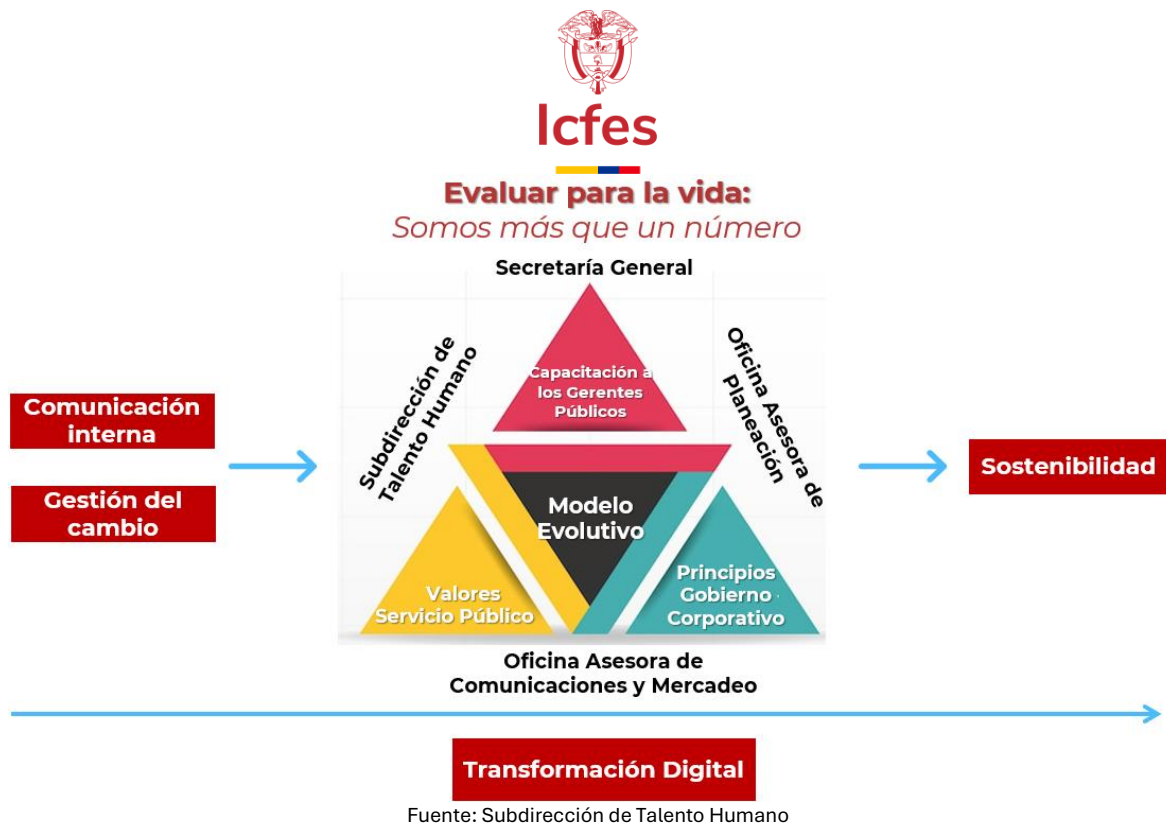 Icfes
Evaluar para la vida:
Somos más que un número
Secretaría General
Subdirección de
Talento Humano
Oficina Asesora de
Planeación
Capacitación a
los Gerentes
Públicos
Comunicación
interna
Gestión del
cambio
Modelo
Evolutivo
Sostenibilidad
Valores
Servicio Público
Principios
Gobierno
Corporativo
Oficina Asesora de
Comunicaciones y Mercadeo
Transformación Digital
Fuente: Subdirección de Talento Humano